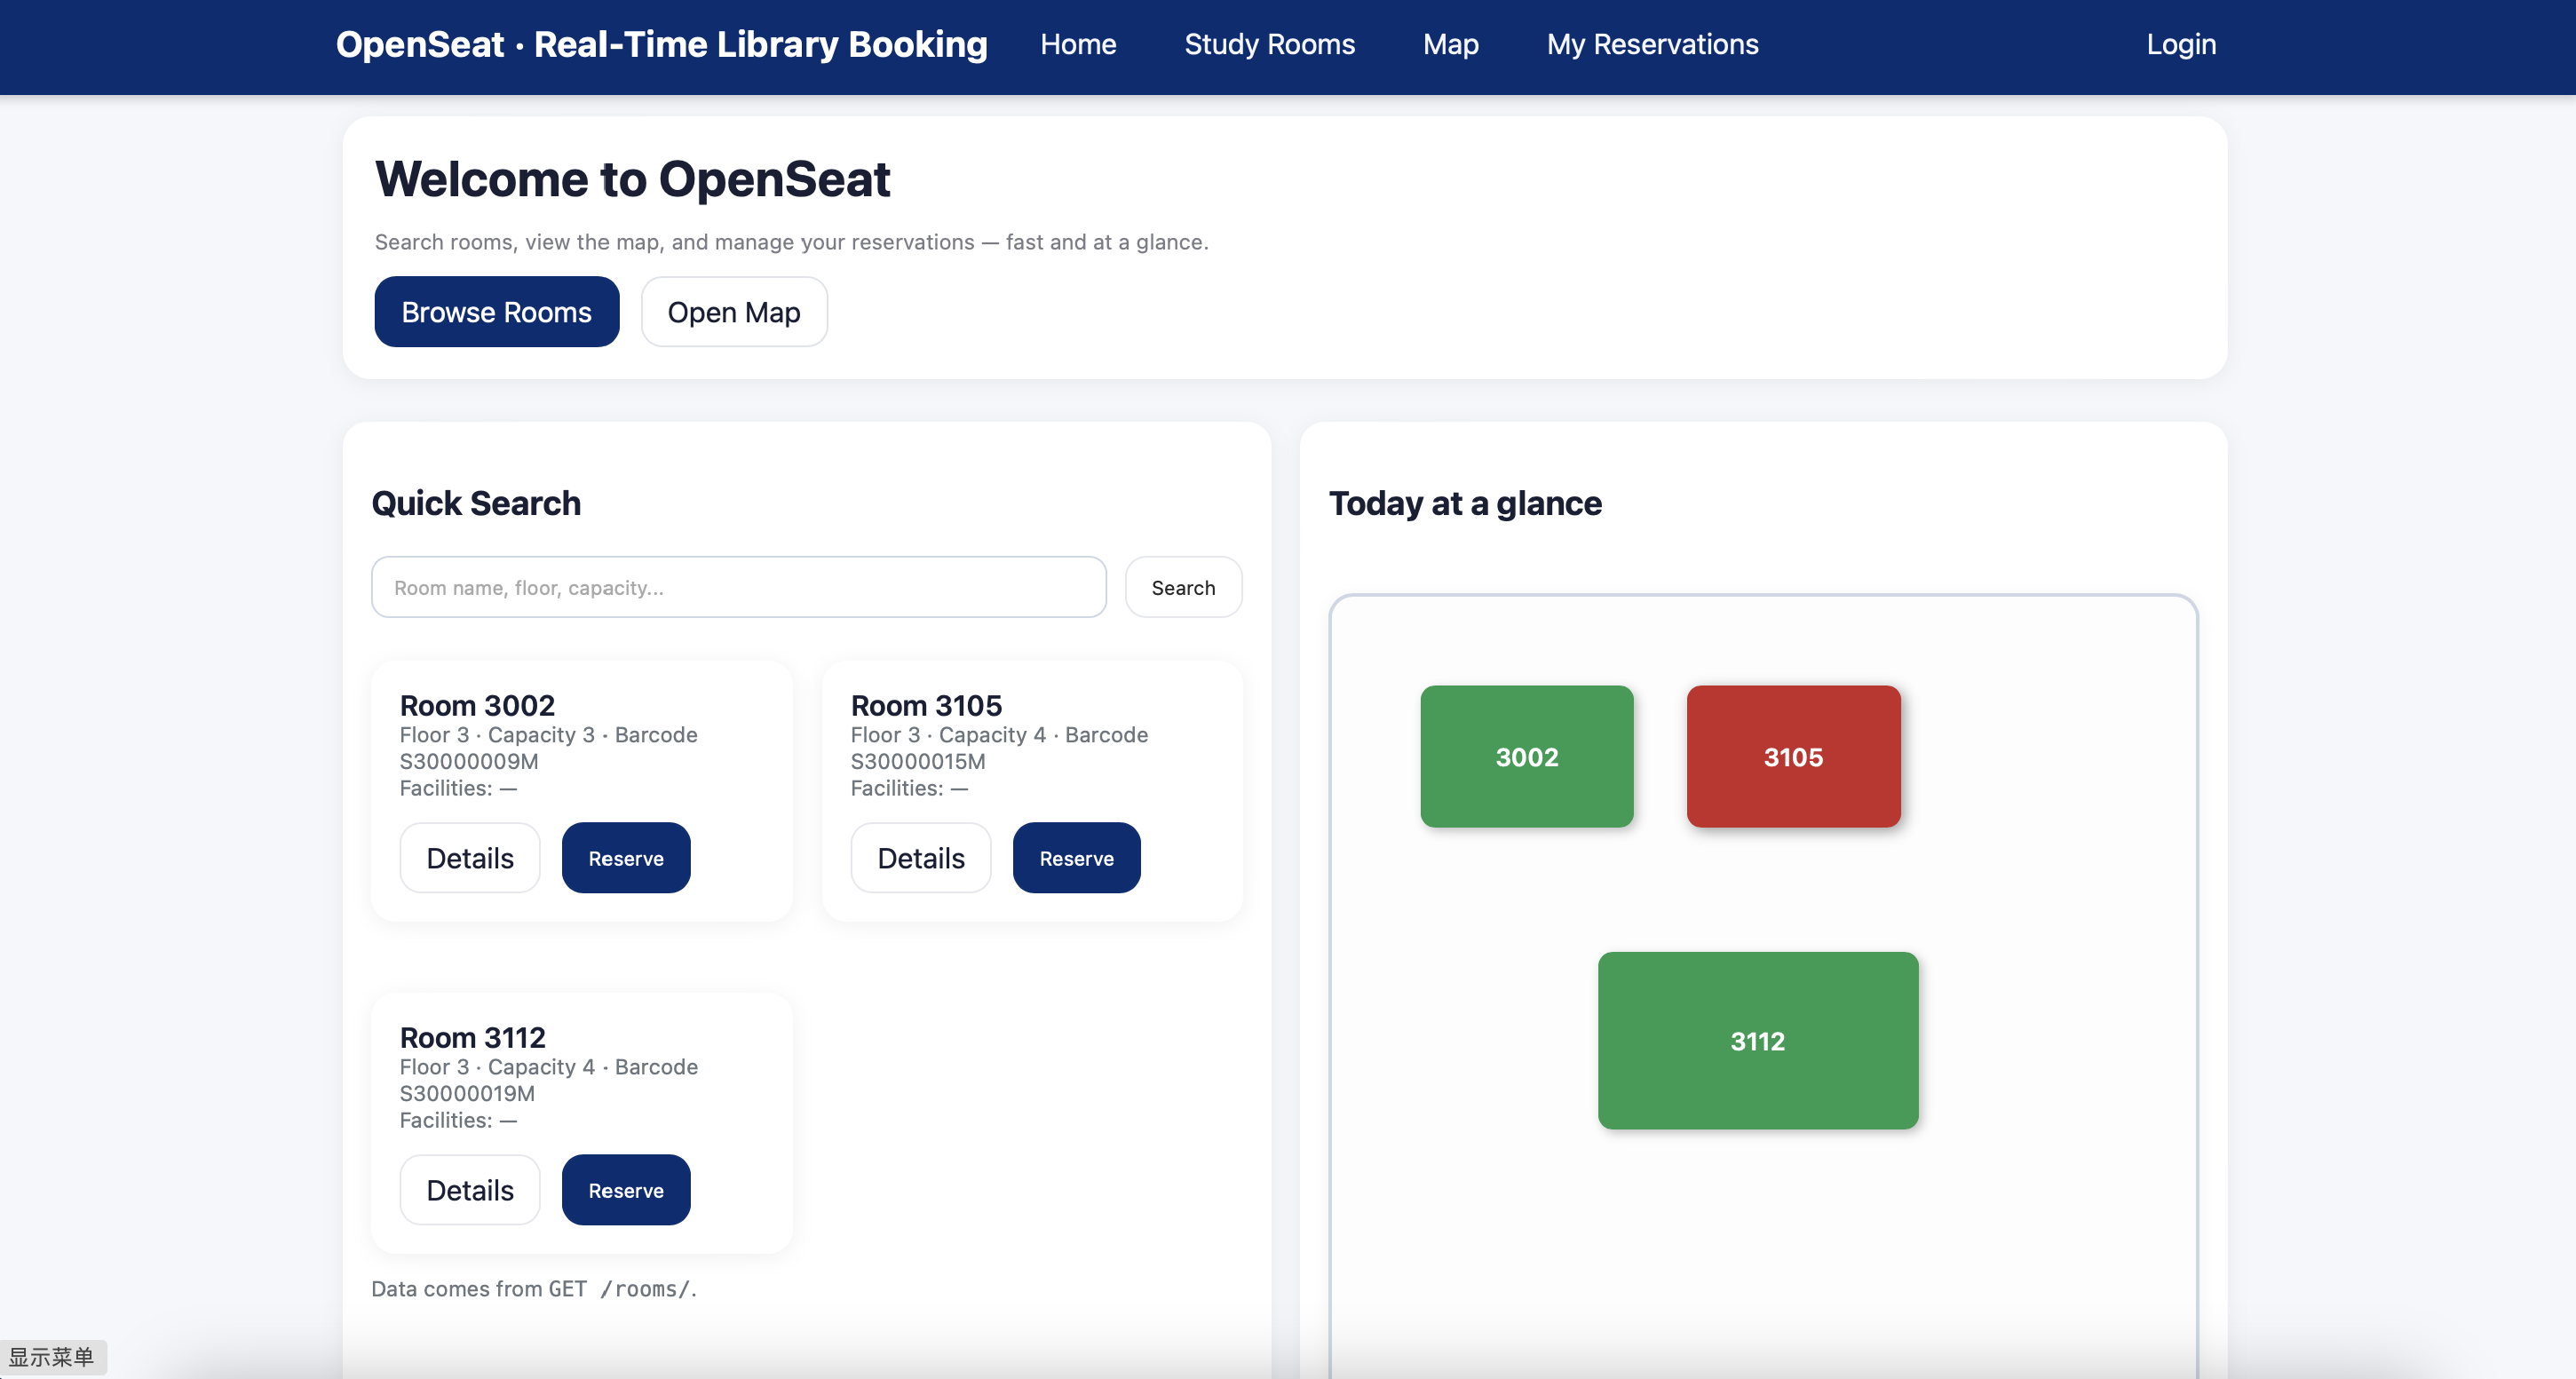 OpenSeat · Real-Time Library Booking
Home
Study Rooms
Map
My Reservations
Login
Welcome to OpenSeat
Search rooms, view the map, and manage your reservations — fast and at a glance.
Browse Rooms
Open Map
Quick Search
Room name, floor, capacity...
Search
Room 3002
Floor 3 · Capacity 3 · Barcode
S30000009M
Facilities: —
Details
Reserve
Room 3105
Floor 3 · Capacity 4 · Barcode
S30000015M
Facilities: —
Details
Reserve
Room 3112
Floor 3 · Capacity 4 · Barcode
S30000019M
Facilities: —
Details
Reserve
Data comes from GET /rooms/.
Today at a glance
3002
3105
3112
显示菜单